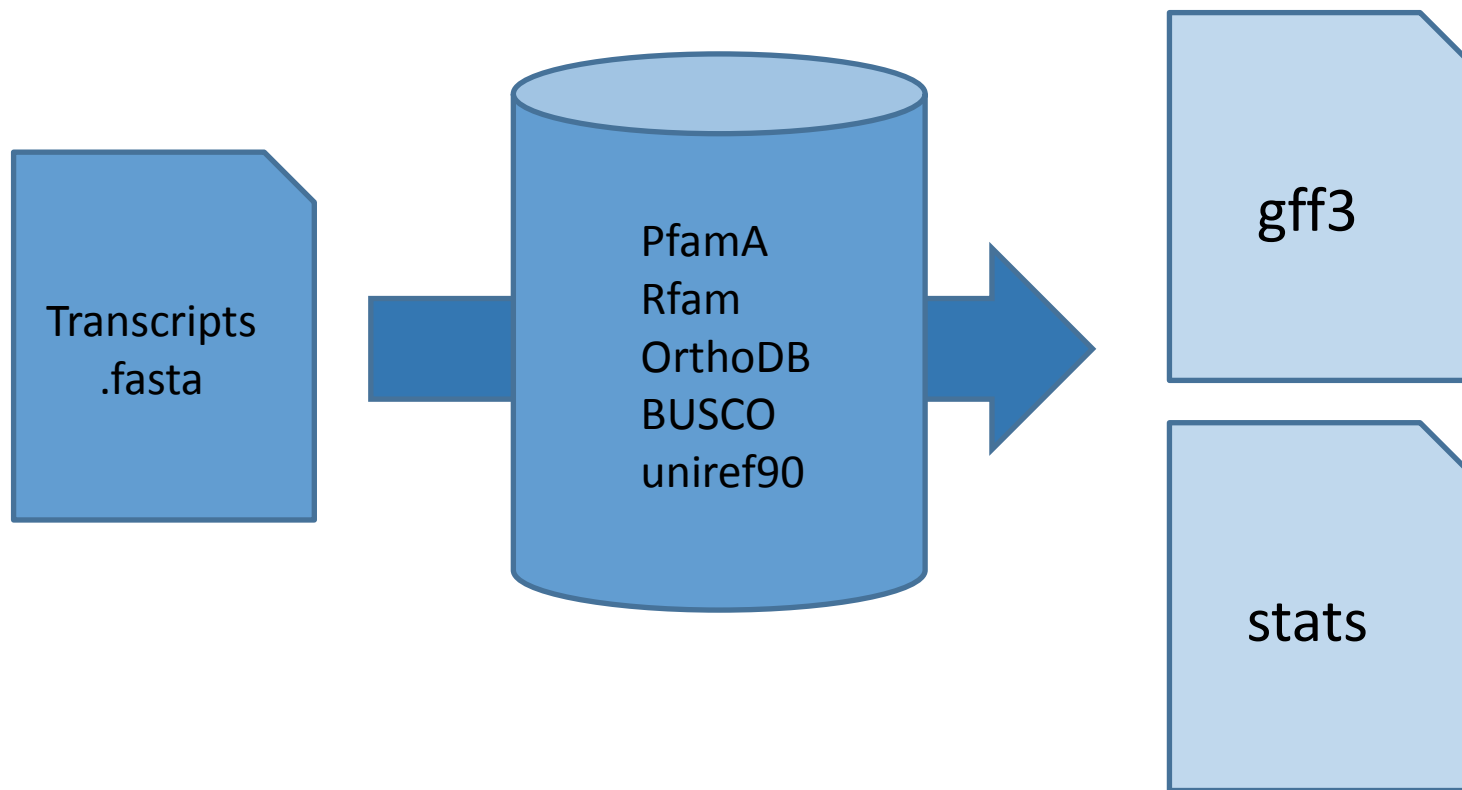 Transcripts
.fasta
PfamA
Rfam
OrthoDB
BUSCO
uniref90
gff3
stats